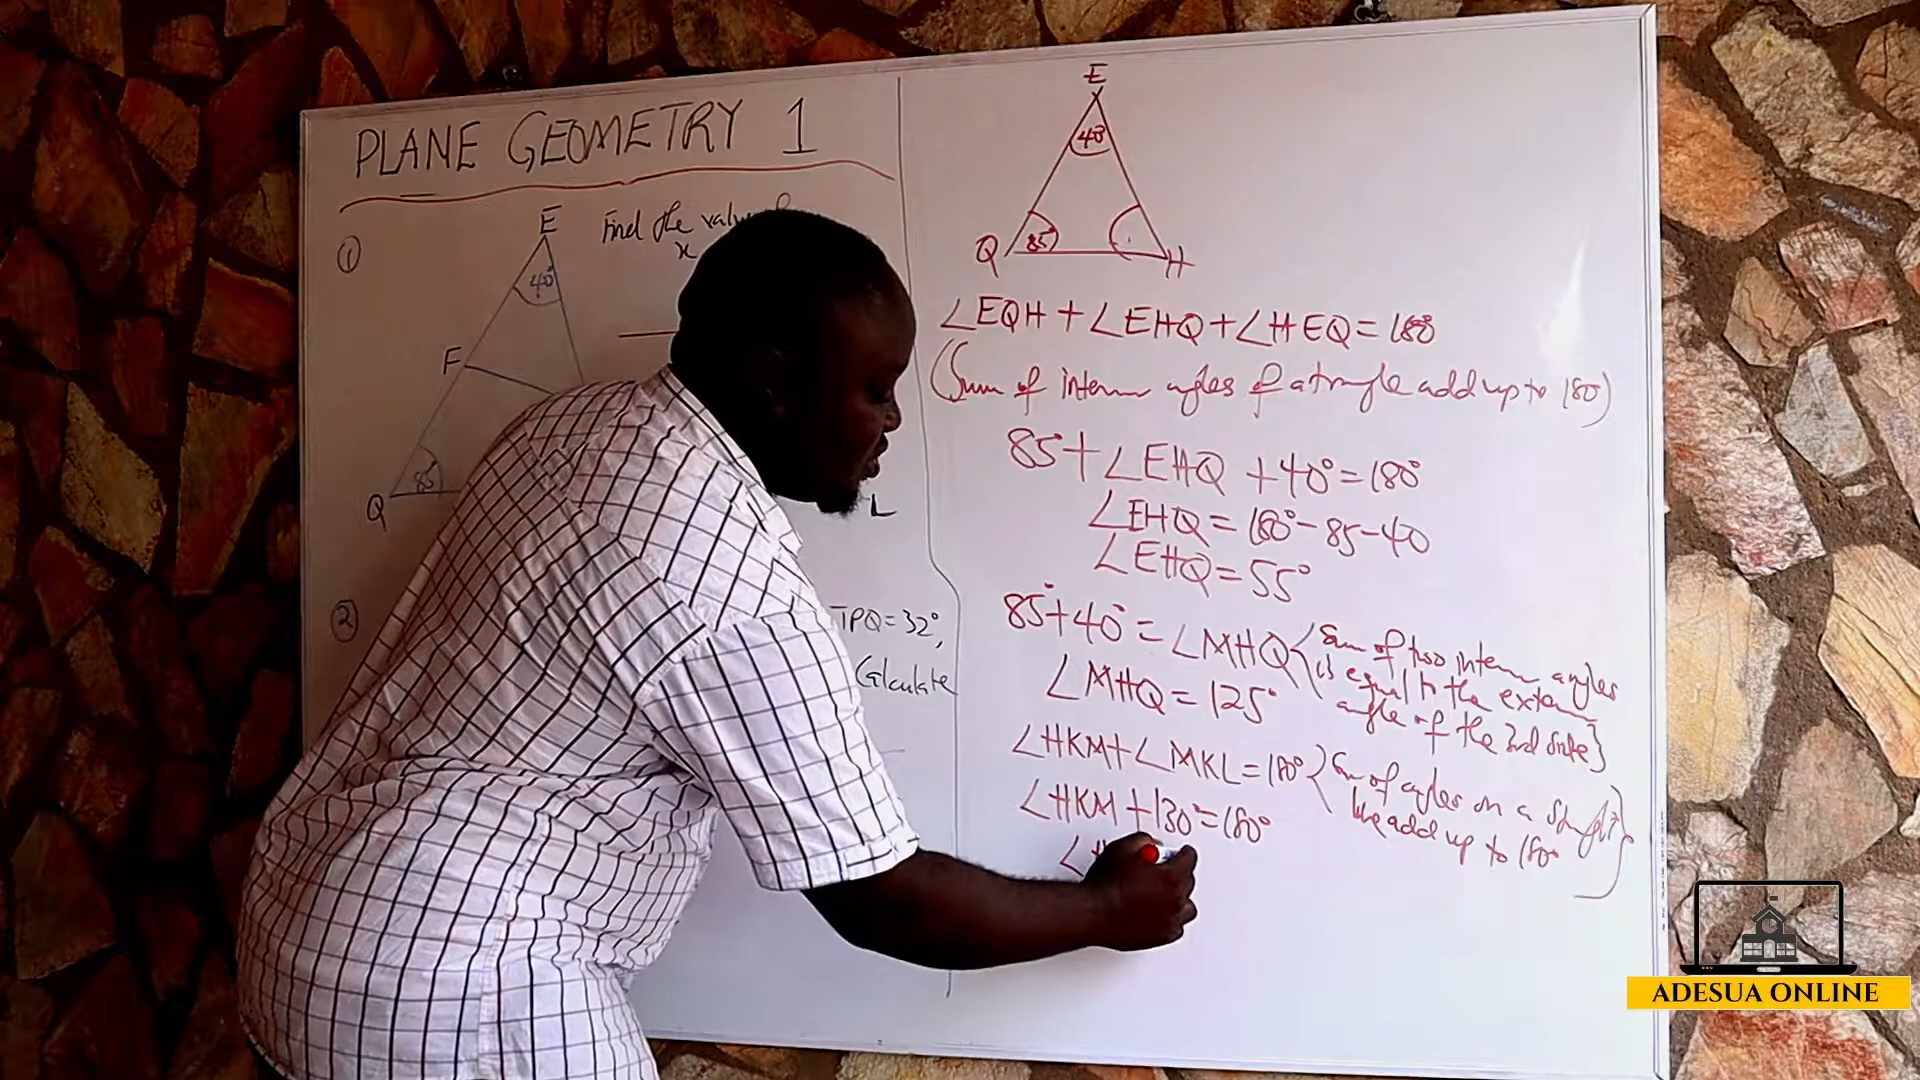 PLANE GEOMETRY 1
①
E
Find the value
x
40°
F
85°
Q
L
②
TPQ = 32°,
Calculate
E
40°
85°
Q
H
∠EQH + ∠EHQ + ∠HEQ = 180°
(Sum of interior angles of a triangle add up to 180)
85 + ∠EHQ + 40° = 180°
∠EHQ = 180° - 85 - 40
∠EHQ = 55°
85° + 40° = ∠MHQ {Sum of two interior angles
is equal to the exterior
angle of the 3rd side}
∠MHQ = 125°
∠HKM + ∠MKL = 180° {Sum of angles on a straight
line add up to 180°}
∠HKM + 130° = 180°
∠H
ADESUA ONLINE